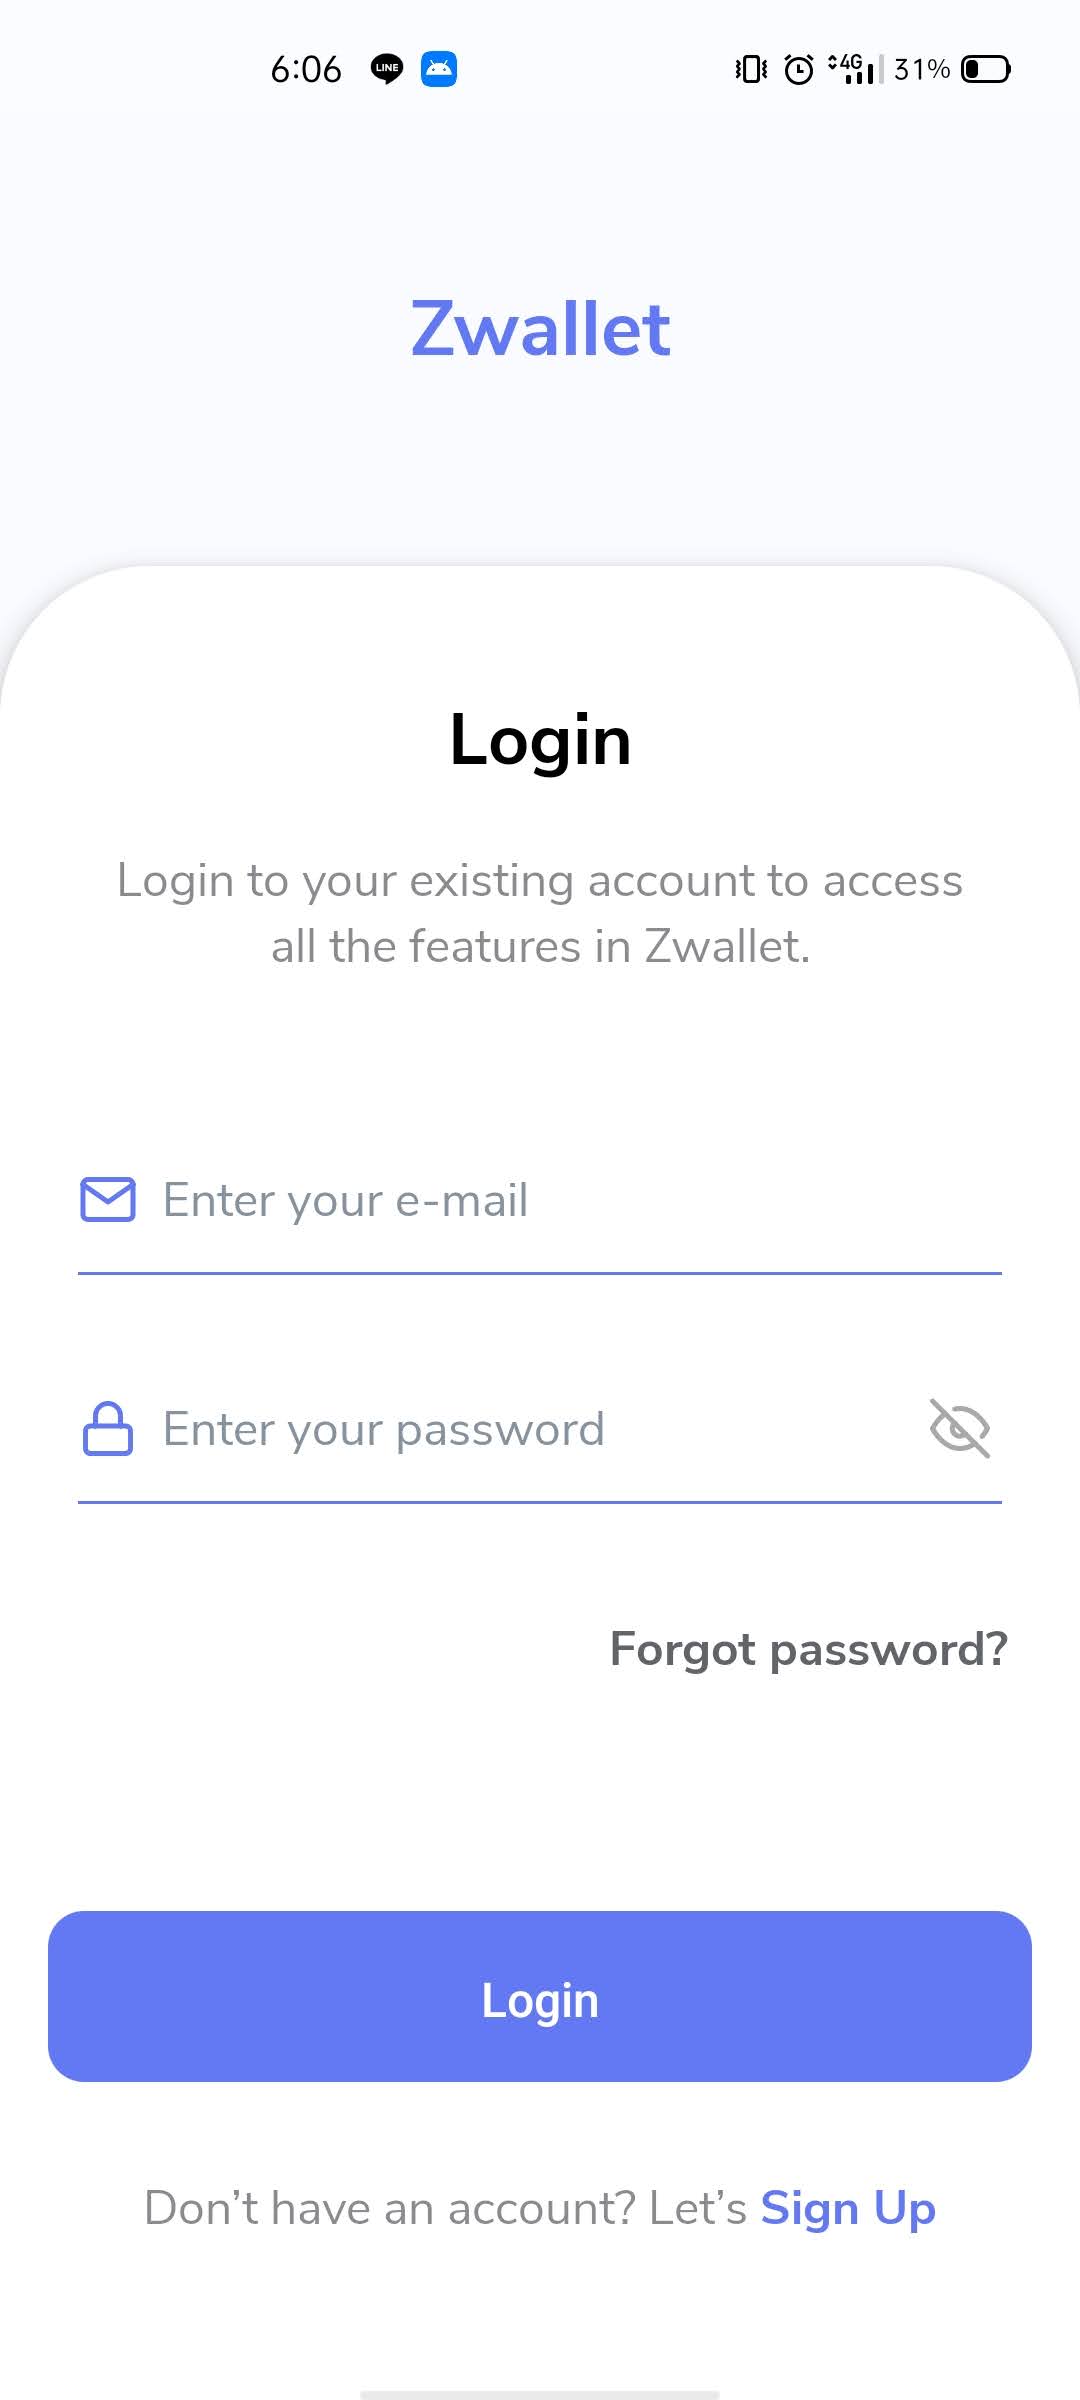 6:06 LINE 4G 31%
Zwallet
Login
Login to your existing account to access
all the features in Zwallet.
Enter your e-mail
Enter your password
Forgot password?
Login
Don’t have an account? Let’s Sign Up